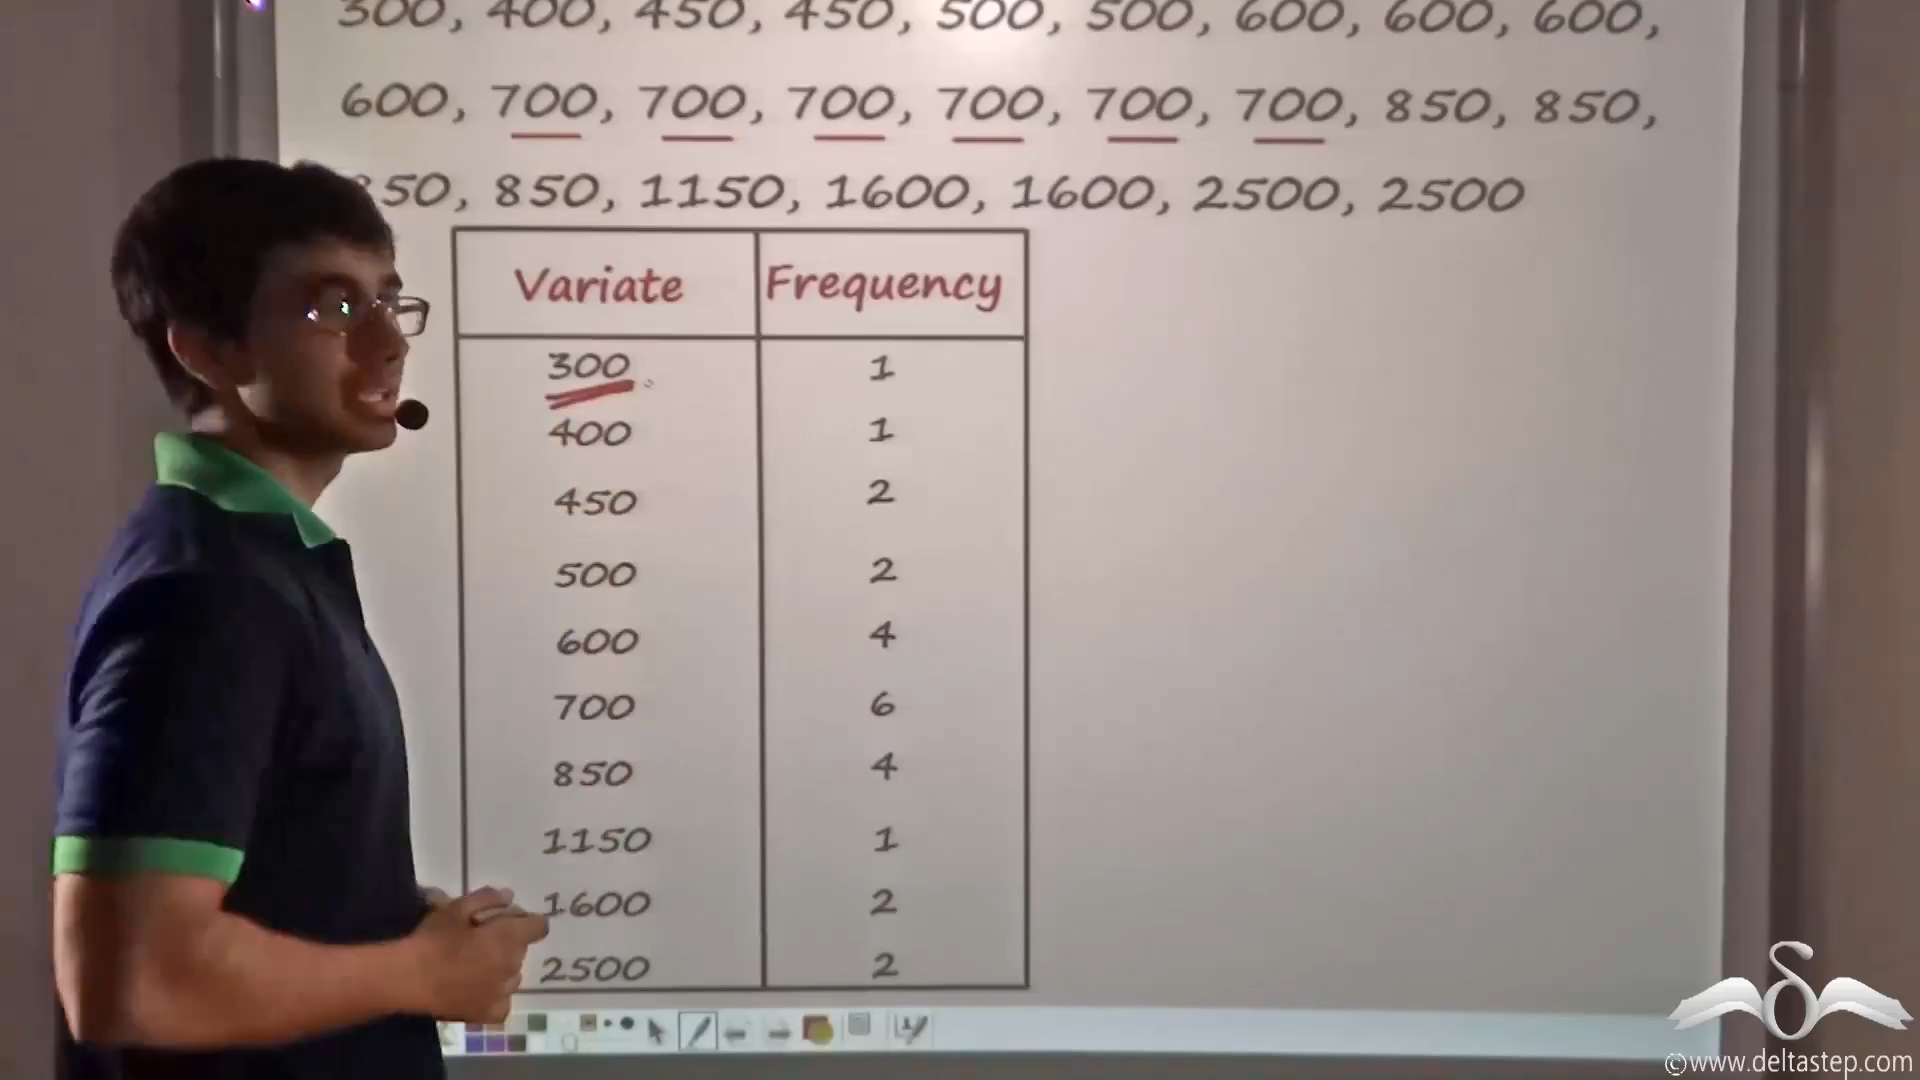 300, 400, 450, 450, 500, 500, 600, 600, 600,
600, 700, 700, 700, 700, 700, 700, 850, 850,
850, 850, 1150, 1600, 1600, 2500, 2500
Variate Frequency
300 1
400 1
450 2
500 2
600 4
700 6
850 4
1150 1
1600 2
2500 2
©www.deltastep.com